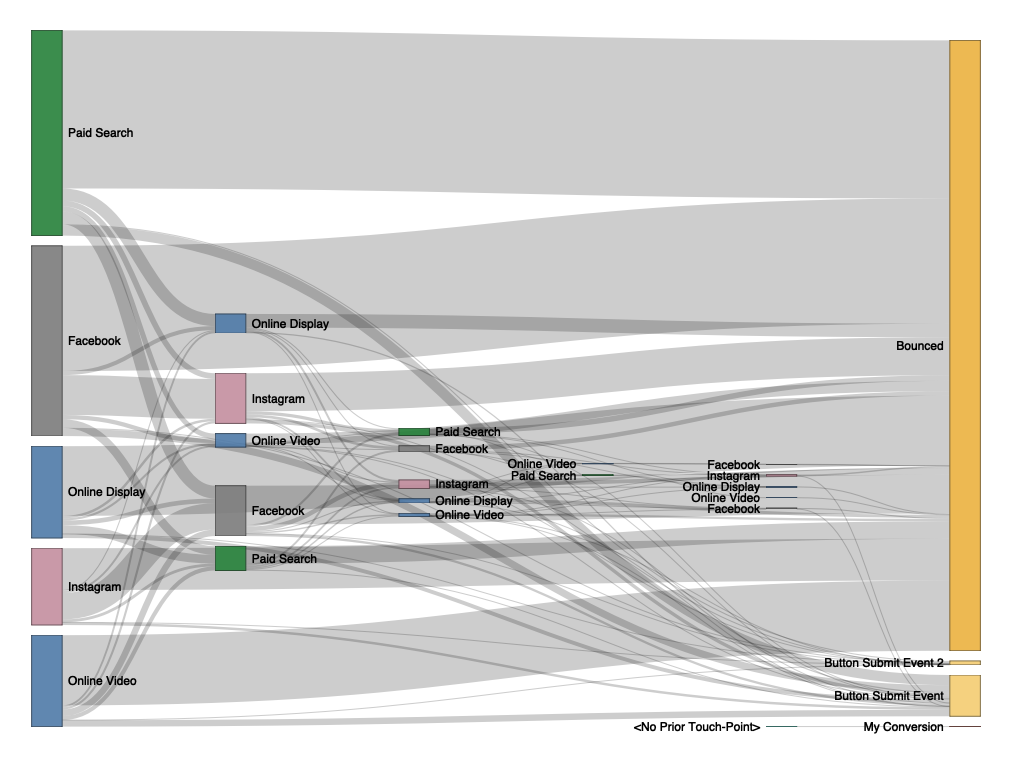 Paid Search
Facebook
Online Display
Instagram
Online Video
Online Display
Instagram
Online Video
Facebook
Paid Search
Paid Search
Facebook
Instagram
Online Display
Online Video
Online Video
Paid Search
Facebook
Instagram
Online Display
Online Video
Facebook
<No Prior Touch-Point>
Bounced
Button Submit Event 2
Button Submit Event
My Conversion